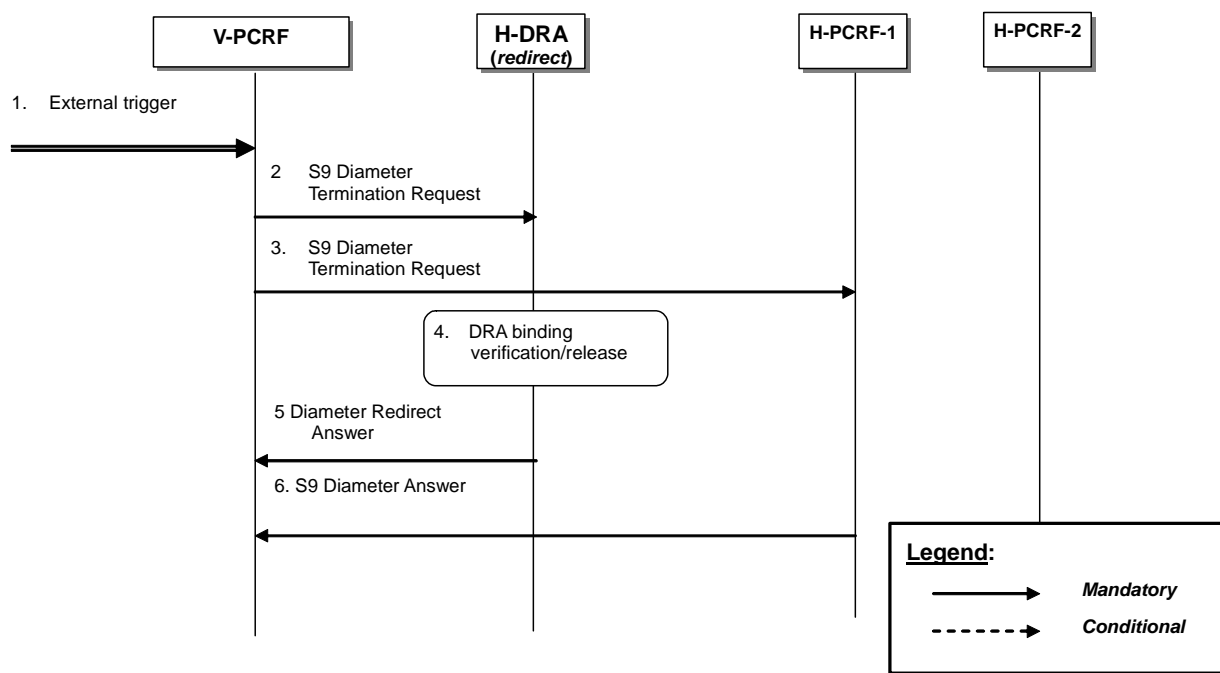 V-PCRF
H-DRA
(redirect)
H-PCRF-1
H-PCRF-2
1. External trigger
2 S9 Diameter
Termination Request
3. S9 Diameter
Termination Request
4. DRA binding
verification/release
5 Diameter Redirect
Answer
6. S9 Diameter Answer
Legend:
Mandatory
Conditional